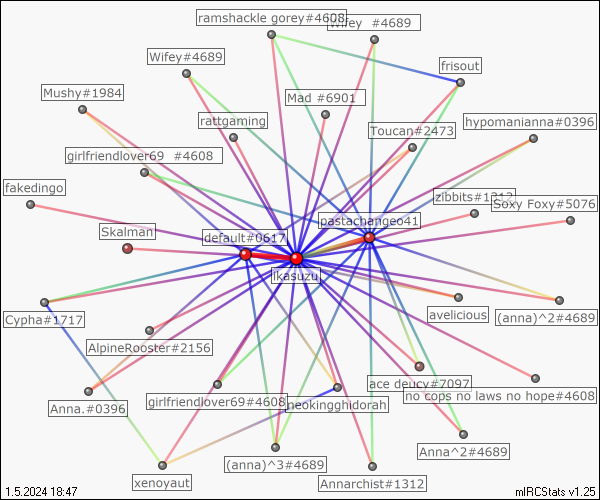 ramshackle gorey#4608
Wifey #4689
Wifey#4689
frisout
Mushy#1984
Mad #6901
rattgaming
Toucan#2473
hypomanianna#0396
girlfriendlover69 #4608
fakedingo
zibbits#1312
Soxy Foxy#5076
pastachangeo41
Skalman
default#0617
ikasuzu
Cypha#1717
avelicious
(anna)^2#4689
AlpineRooster#2156
ace deucy#7097
no cops no laws no hope#4608
Anna.#0396
girlfriendlover69#4608
neokingghidorah
Anna^2#4689
(anna)^3#4689
xenoyaut
Annarchist#1312
1.5.2024 18:47
mIRCStats v1.25